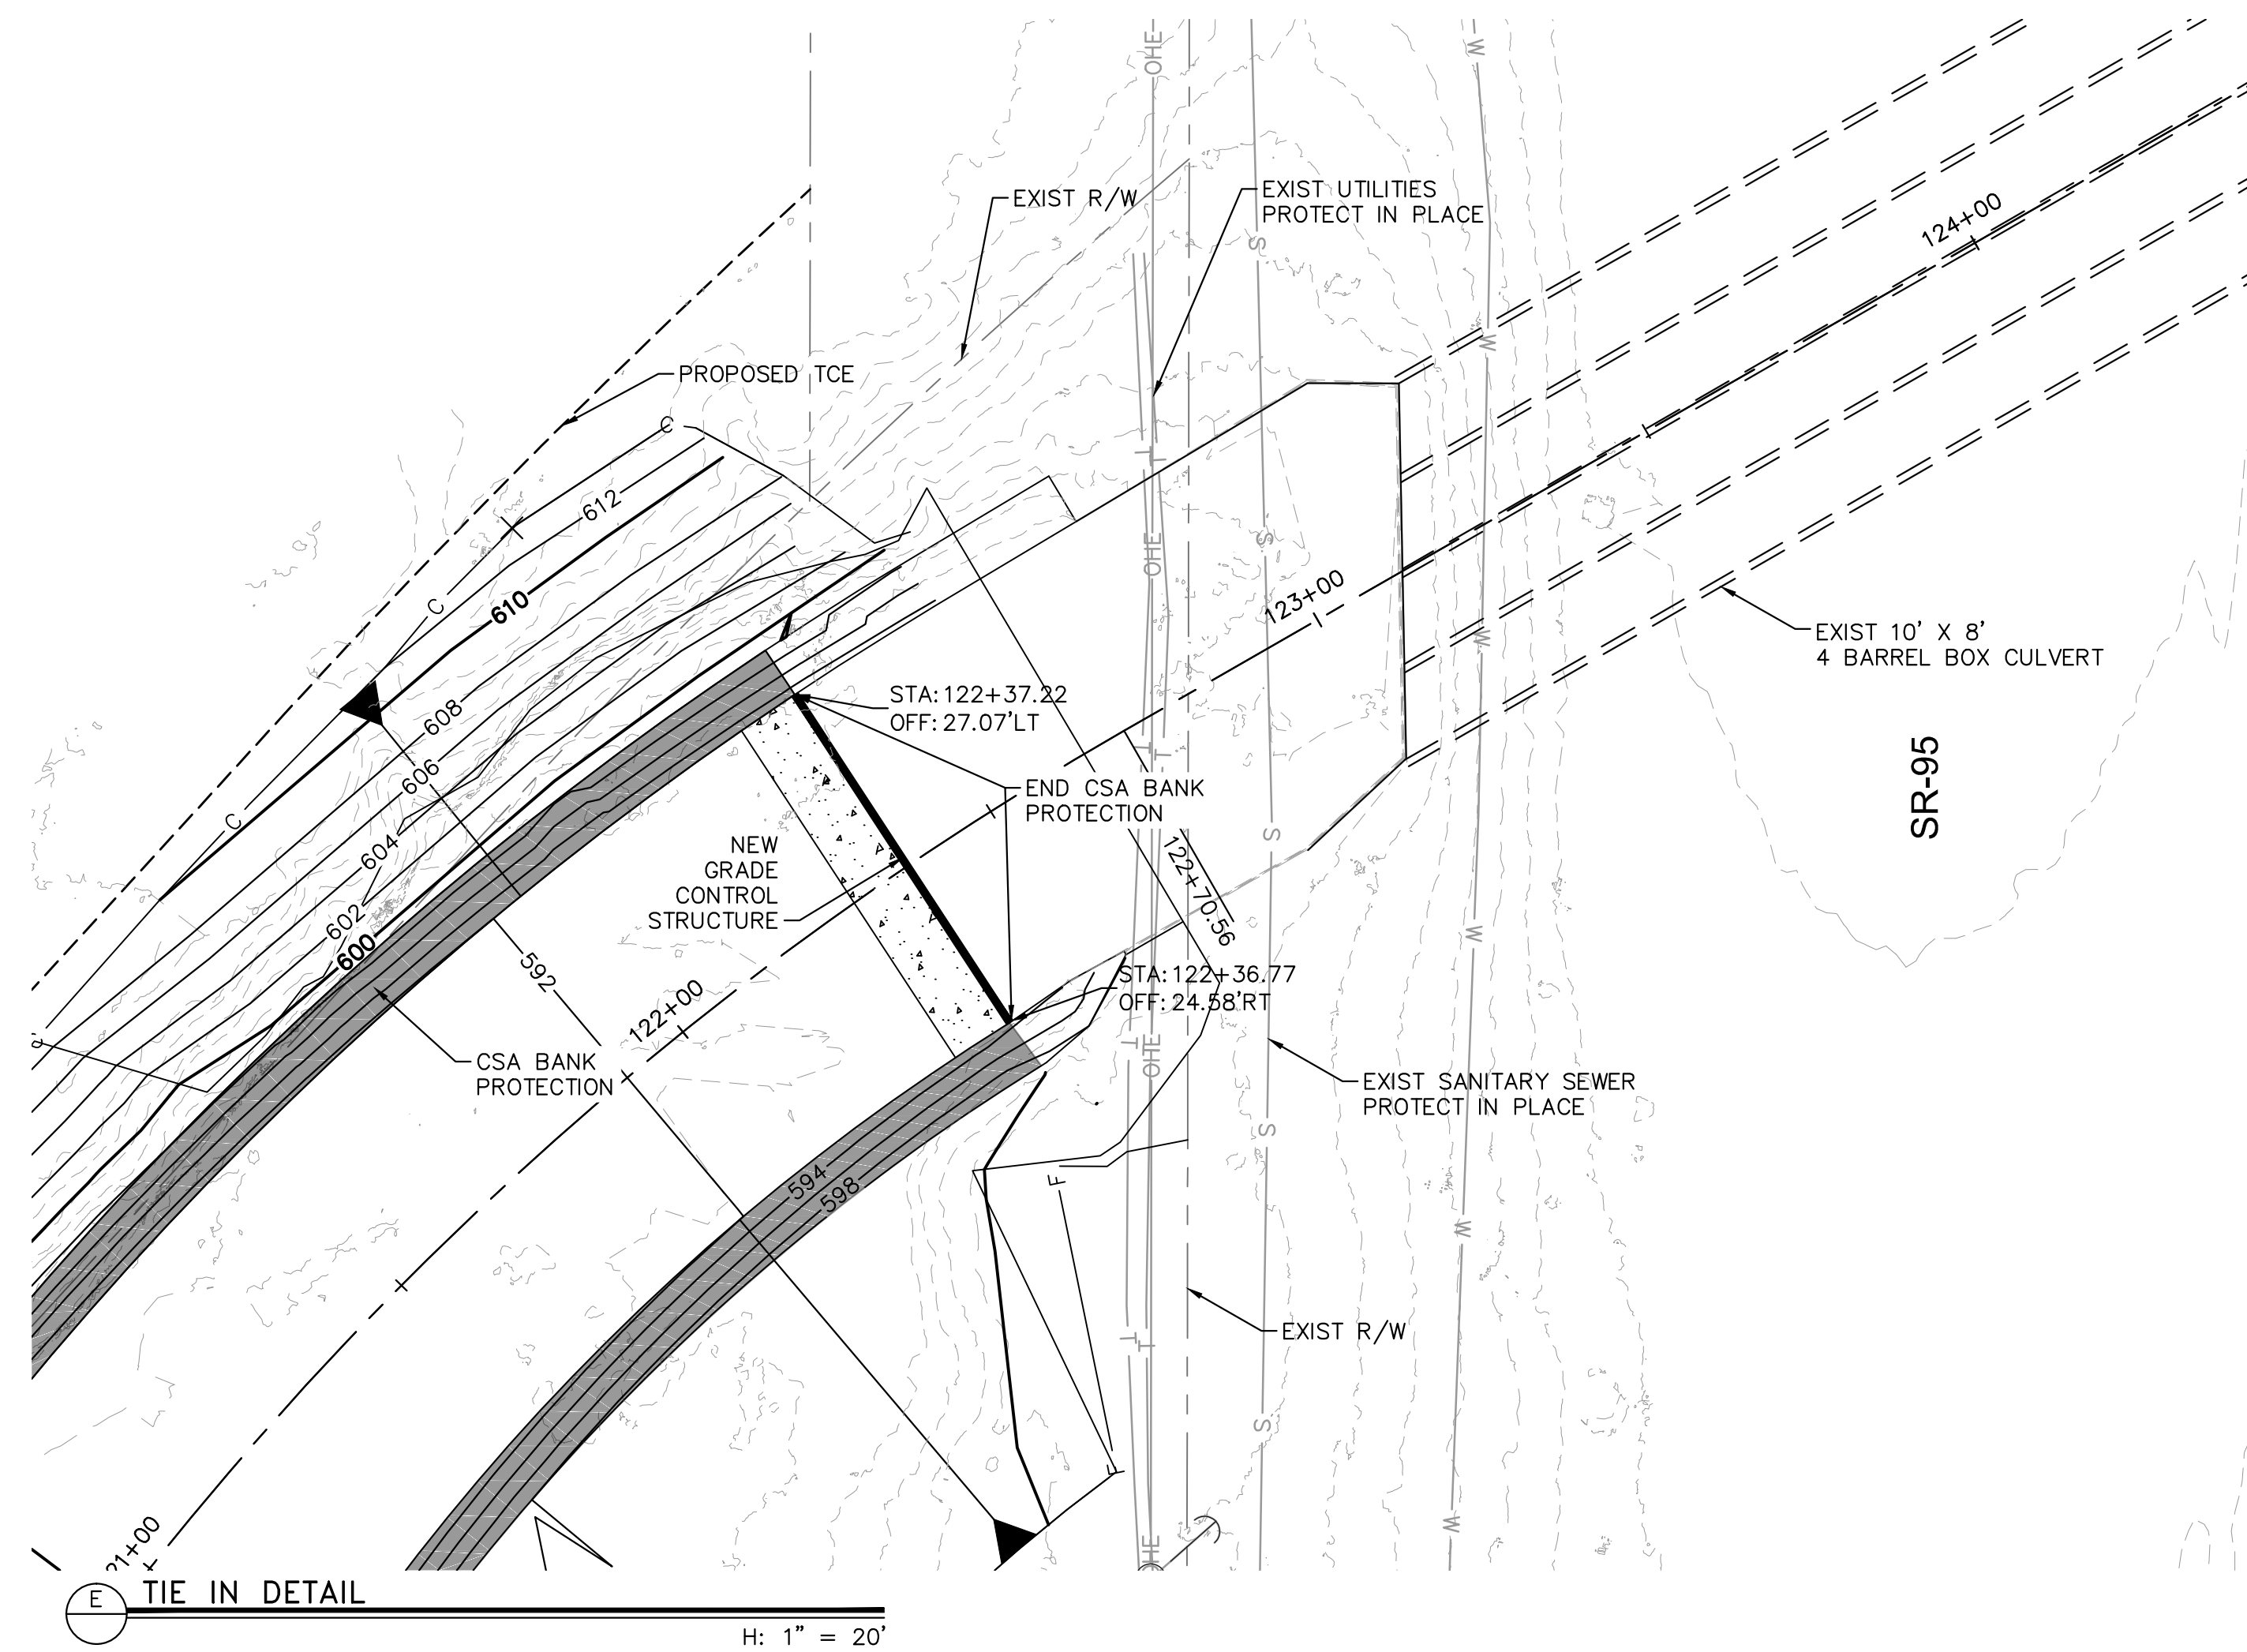 OHE
W
EXIST R/W
EXIST UTILITIES
PROTECT IN PLACE
124+00
S
W
PROPOSED TCE
C
612
T
T
OHE
S
610
C
123+00
W
EXIST 10' X 8'
4 BARREL BOX CULVERT
608
STA:122+37.22
OFF:27.07'LT
606
T
T
END CSA BANK
PROTECTION
SR-95
C
604
NEW
GRADE
CONTROL
STRUCTURE
S
122+70.56
602
600
592
W
STA:122+36.77
OFF:24.58'RT
122+00
C
T
OHE
CSA BANK
PROTECTION
EXIST SANITARY SEWER
PROTECT IN PLACE
S
594
598
F
W
EXIST R/W
T
T
S
F
W
21+00
OHE
E
TIE IN DETAIL
H: 1" = 20'